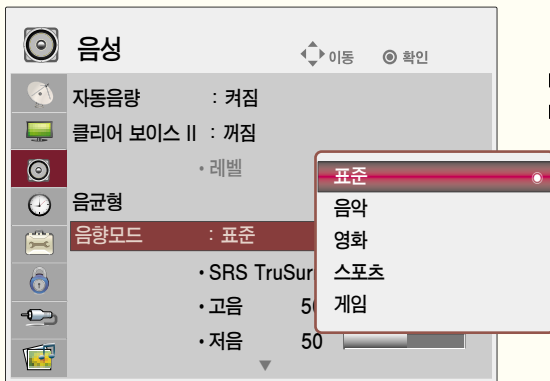 음성
이동 확인
자동음량 : 켜짐
클리어 보이스 II : 꺼짐
• 레벨
음균형
음향모드 : 표준
• SRS TruSur
• 고음 50
• 저음 50
표준
음악
영화
스포츠
게임